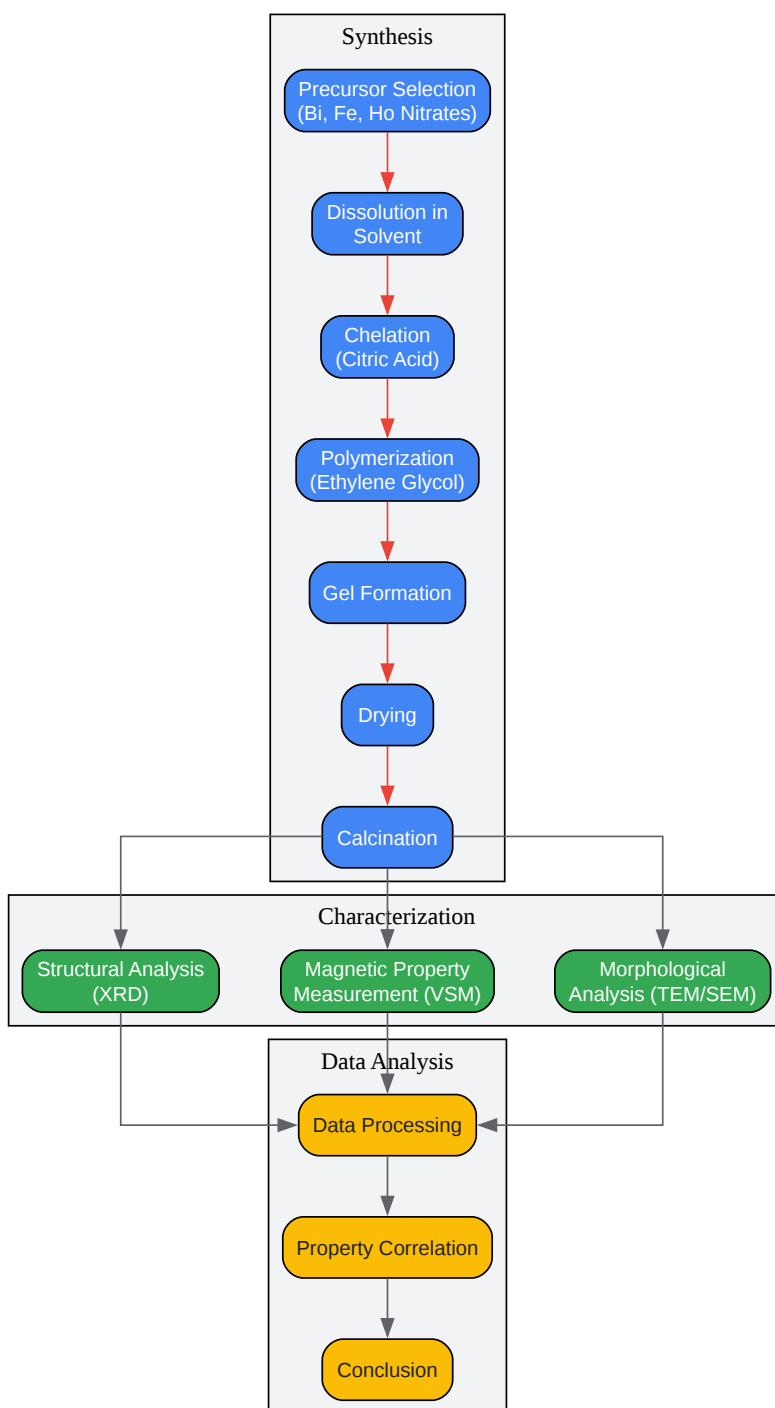 Synthesis
Precursor Selection
(Bi, Fe, Ho Nitrates)
Dissolution in
Solvent
Chelation
(Citric Acid)
Polymerization
(Ethylene Glycol)
Gel Formation
Drying
Calcination
Characterization
Structural Analysis
(XRD)
Magnetic Property
Measurement (VSM)
Morphological
Analysis (TEM/SEM)
Data Analysis
Data Processing
Property Correlation
Conclusion